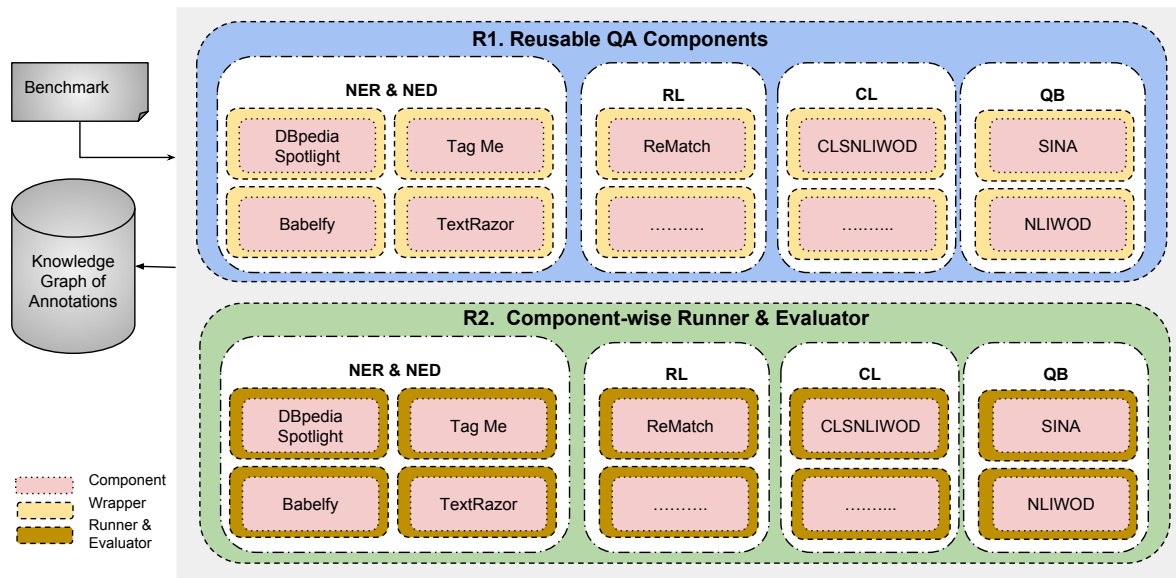 R1. Reusable QA Components
Benchmark
NER & NED
RL
CL
QB
DBpedia
Spotlight
Tag Me
ReMatch
CLSNLIWOD
SINA
Babelfy
TextRazor
……….
……...
NLIWOD
Knowledge
Graph of
Annotations
R2.  Component-wise Runner & Evaluator
NER & NED
RL
CL
QB
DBpedia
Spotlight
Tag Me
ReMatch
CLSNLIWOD
SINA
Babelfy
TextRazor
……….
……...
NLIWOD
Component
Wrapper
Runner &
Evaluator